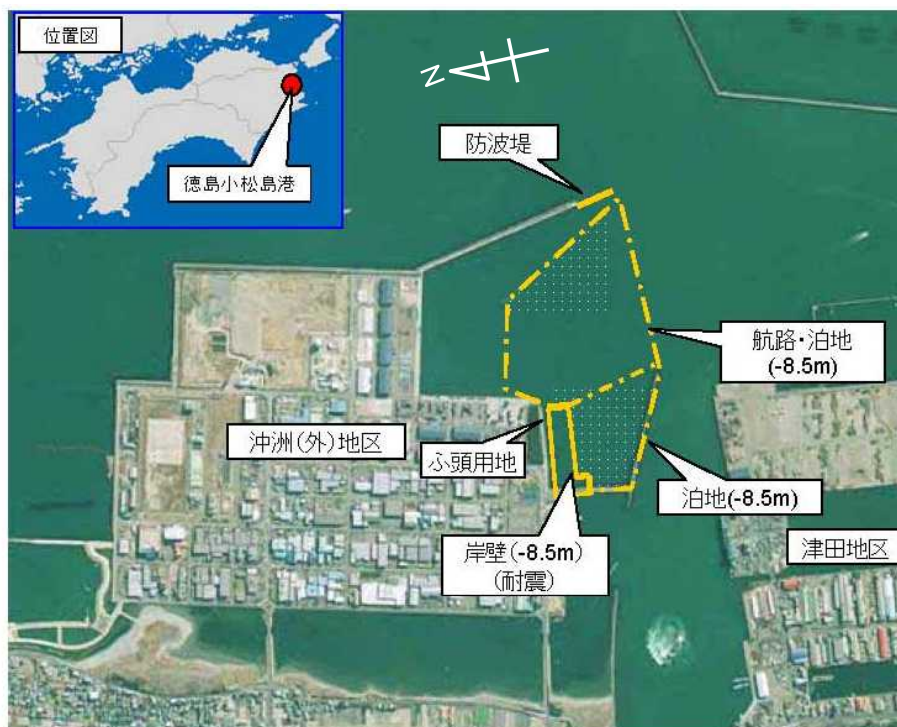 位置図
徳島小松島港
N
防波堤
航路・泊地
(-8.5m)
沖洲(外)地区
ふ頭用地
泊地(-8.5m)
岸壁(-8.5m)
(耐震)
津田地区